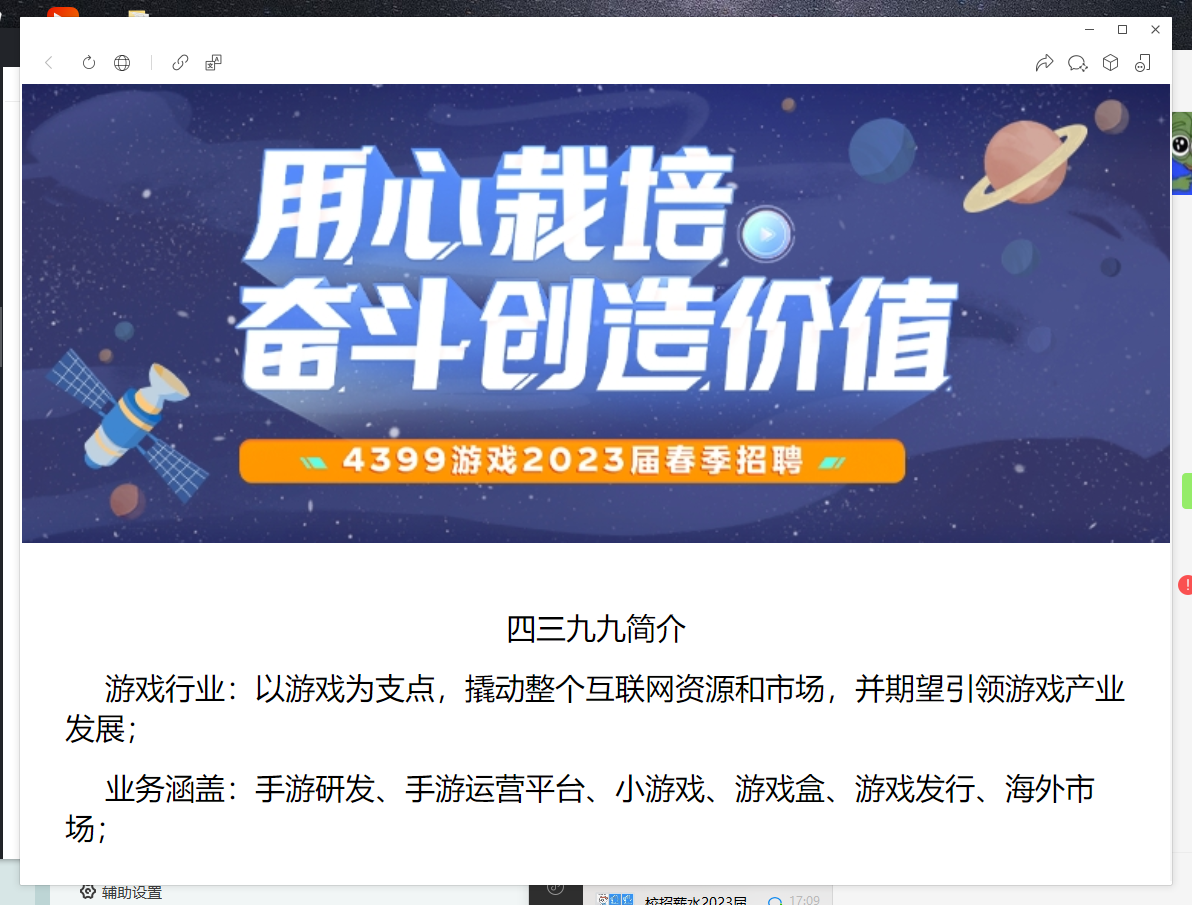 用心栽培
奋斗创造价值
4399游戏2023届春季招聘
四三九九简介
游戏行业：以游戏为支点，撬动整个互联网资源和市场，并期望引领游戏产业
发展；
业务涵盖：手游研发、手游运营平台、小游戏、游戏盒、游戏发行、海外市
场；
辅助设置
校招薪水2023届
17:09